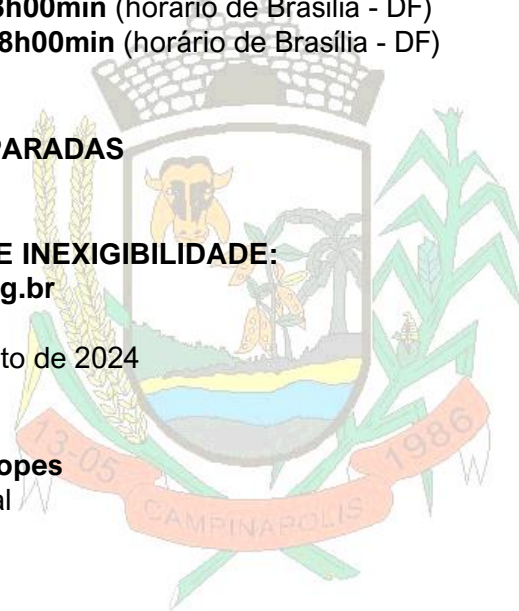 h00min (horário de Brasília - DF)
8h00min (horário de Brasília - DF)
PARADAS
E INEXIGIBILIDADE:
g.br
to de 2024
opes
al
13-05
1986
CAMPINAPOLIS